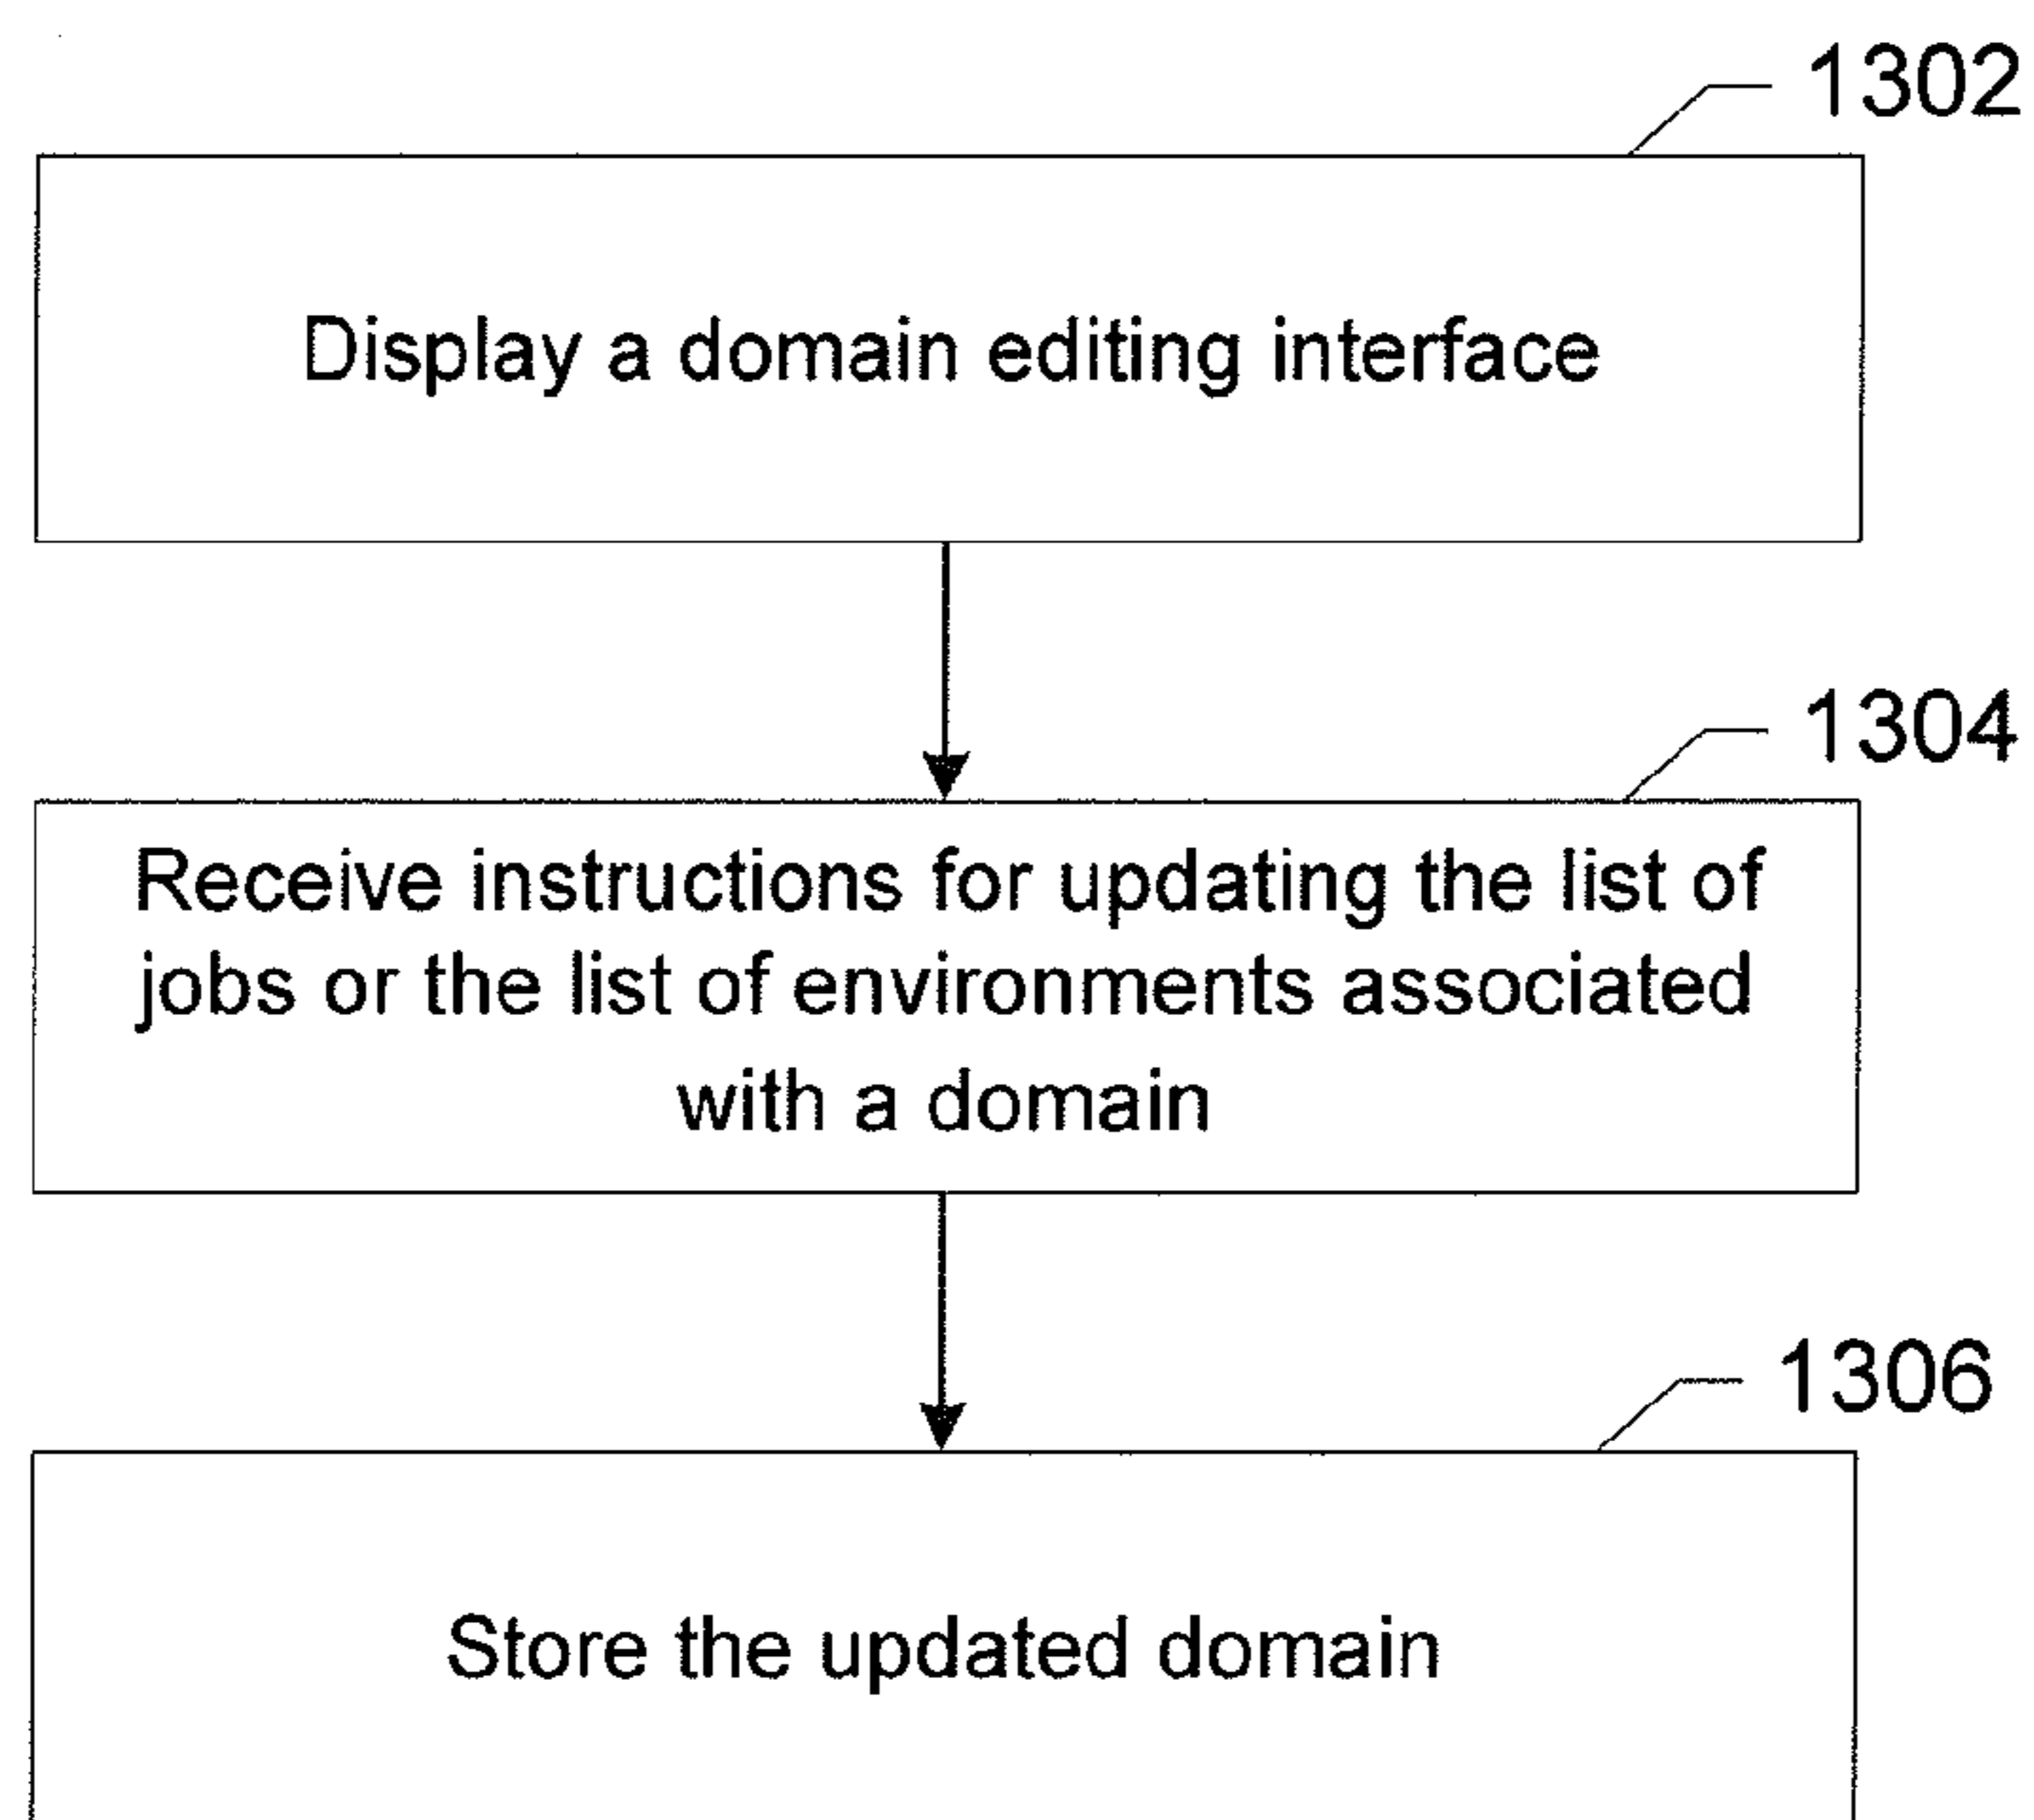 1302
Display a domain editing interface
1304
Receive instructions for updating the list of
jobs or the list of environments associated
with a domain
1306
Store the updated domain